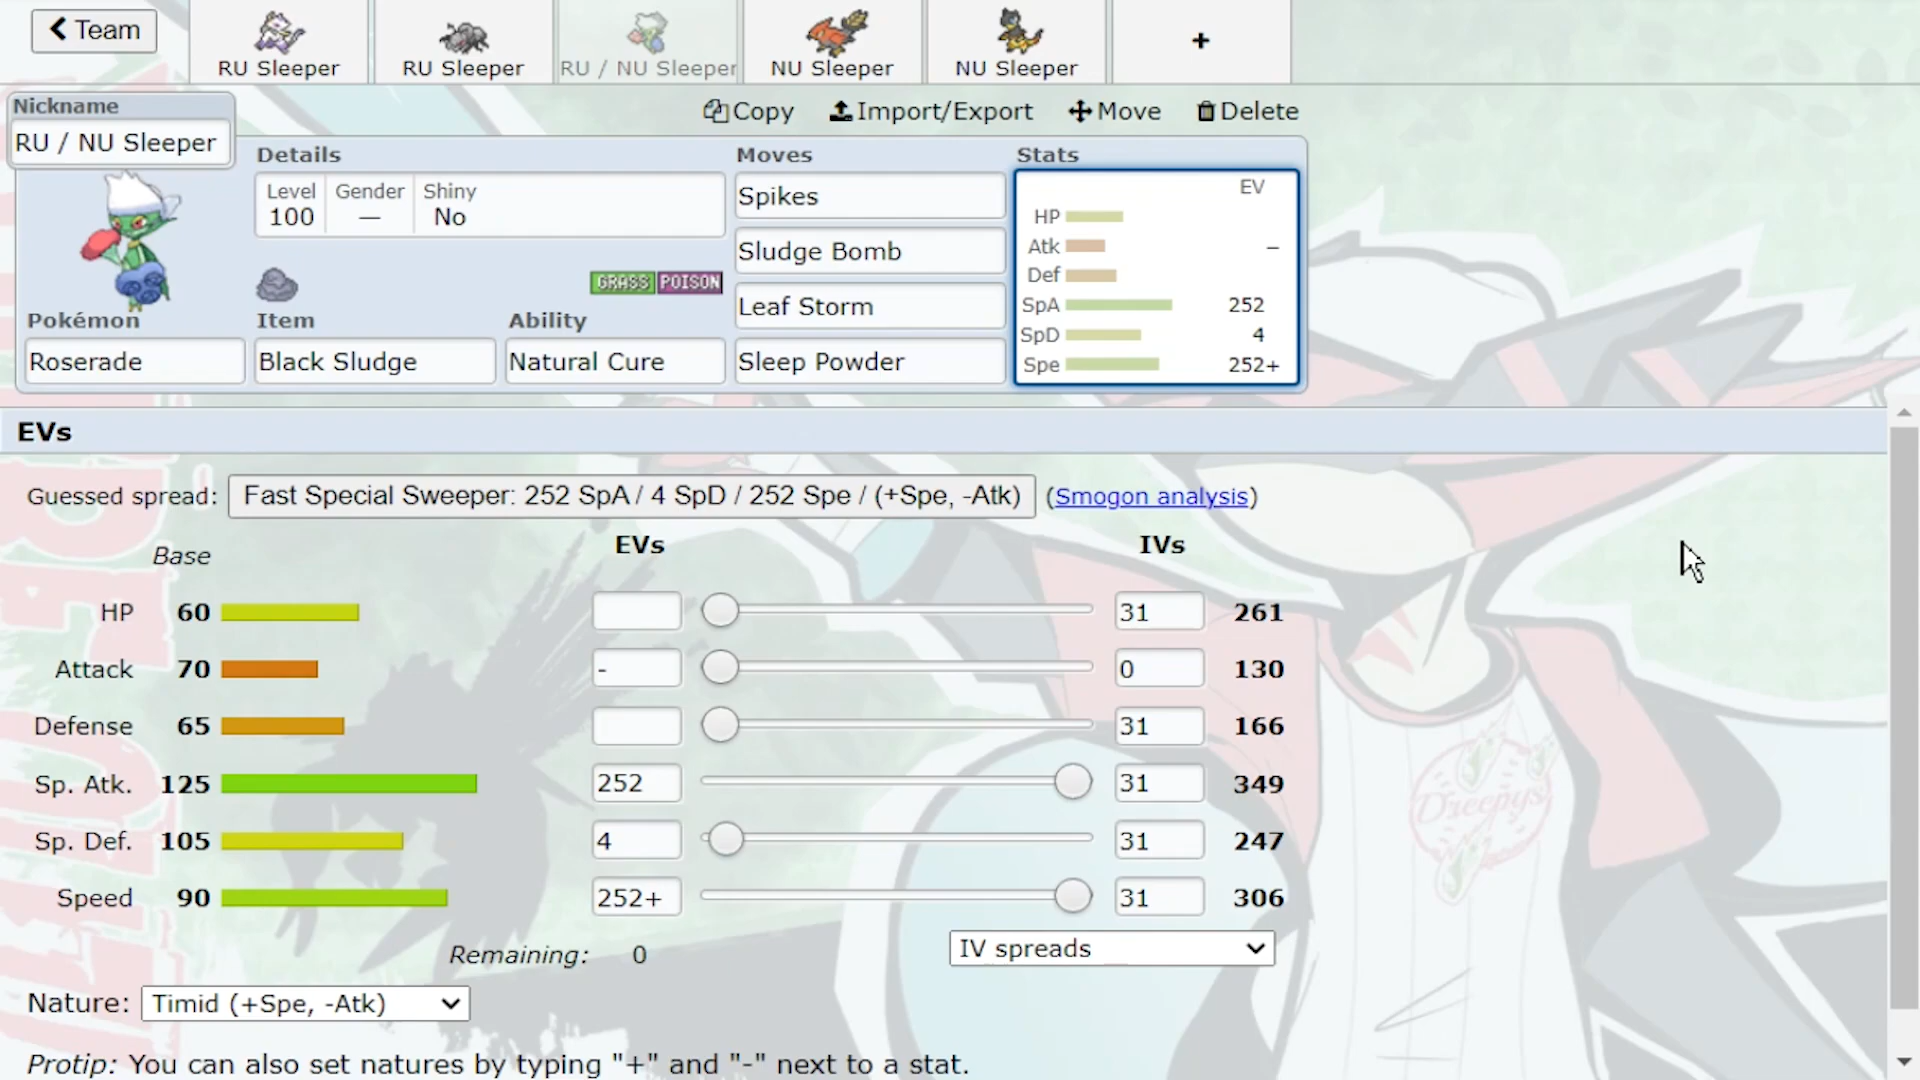 Team
RU Sleeper
RU Sleeper
RU / NU Sleeper
NU Sleeper
NU Sleeper
+
Nickname
RU / NU Sleeper
Copy
Import/Export
Move
Delete
Details
Moves
Stats
Level
Gender
Shiny
100
—
No
Spikes
Sludge Bomb
Leaf Storm
Sleep Powder
EV
HP
Atk –
Def
SpA 252
SpD 4
Spe 252+
GRASS POISON
Pokémon
Item
Ability
Roserade
Black Sludge
Natural Cure
EVs
Guessed spread: Fast Special Sweeper: 252 SpA / 4 SpD / 252 Spe / (+Spe, -Atk) (Smogon analysis)
Base EVs IVs
HP 60 31 261
Attack 70 - 0 130
Defense 65 31 166
Sp. Atk. 125 252 31 349
Sp. Def. 105 4 31 247
Speed 90 252+ 31 306
Remaining: 0
IV spreads
Nature: Timid (+Spe, -Atk)
Protip: You can also set natures by typing "+" and "-" next to a stat.
Dreepys